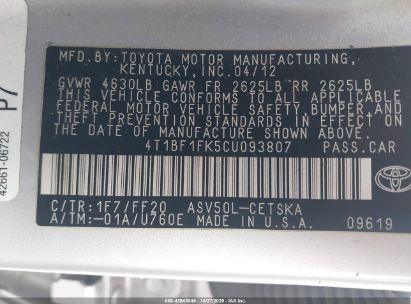 MFD. BY: TOYOTA MOTOR MANUFACTURING,
KENTUCKY, INC. 04/12
GVWR 4630LB GAWR FR 2625LB RR 2625LB
THIS VEHICLE CONFORMS TO ALL APPLICABLE
FEDERAL MOTOR VEHICLE SAFETY, BUMPER, AND
THEFT PREVENTION STANDARDS IN EFFECT ON
THE DATE OF MANUFACTURE SHOWN ABOVE.
4T1BF1FK5CU093807 PASS.CAR
C/TR:1F7/FF20 ASV50L-CETSKA
A/TM:-01A/U760E MADE IN U.S.A.
TOYOTA
09619
42661-06722
P7